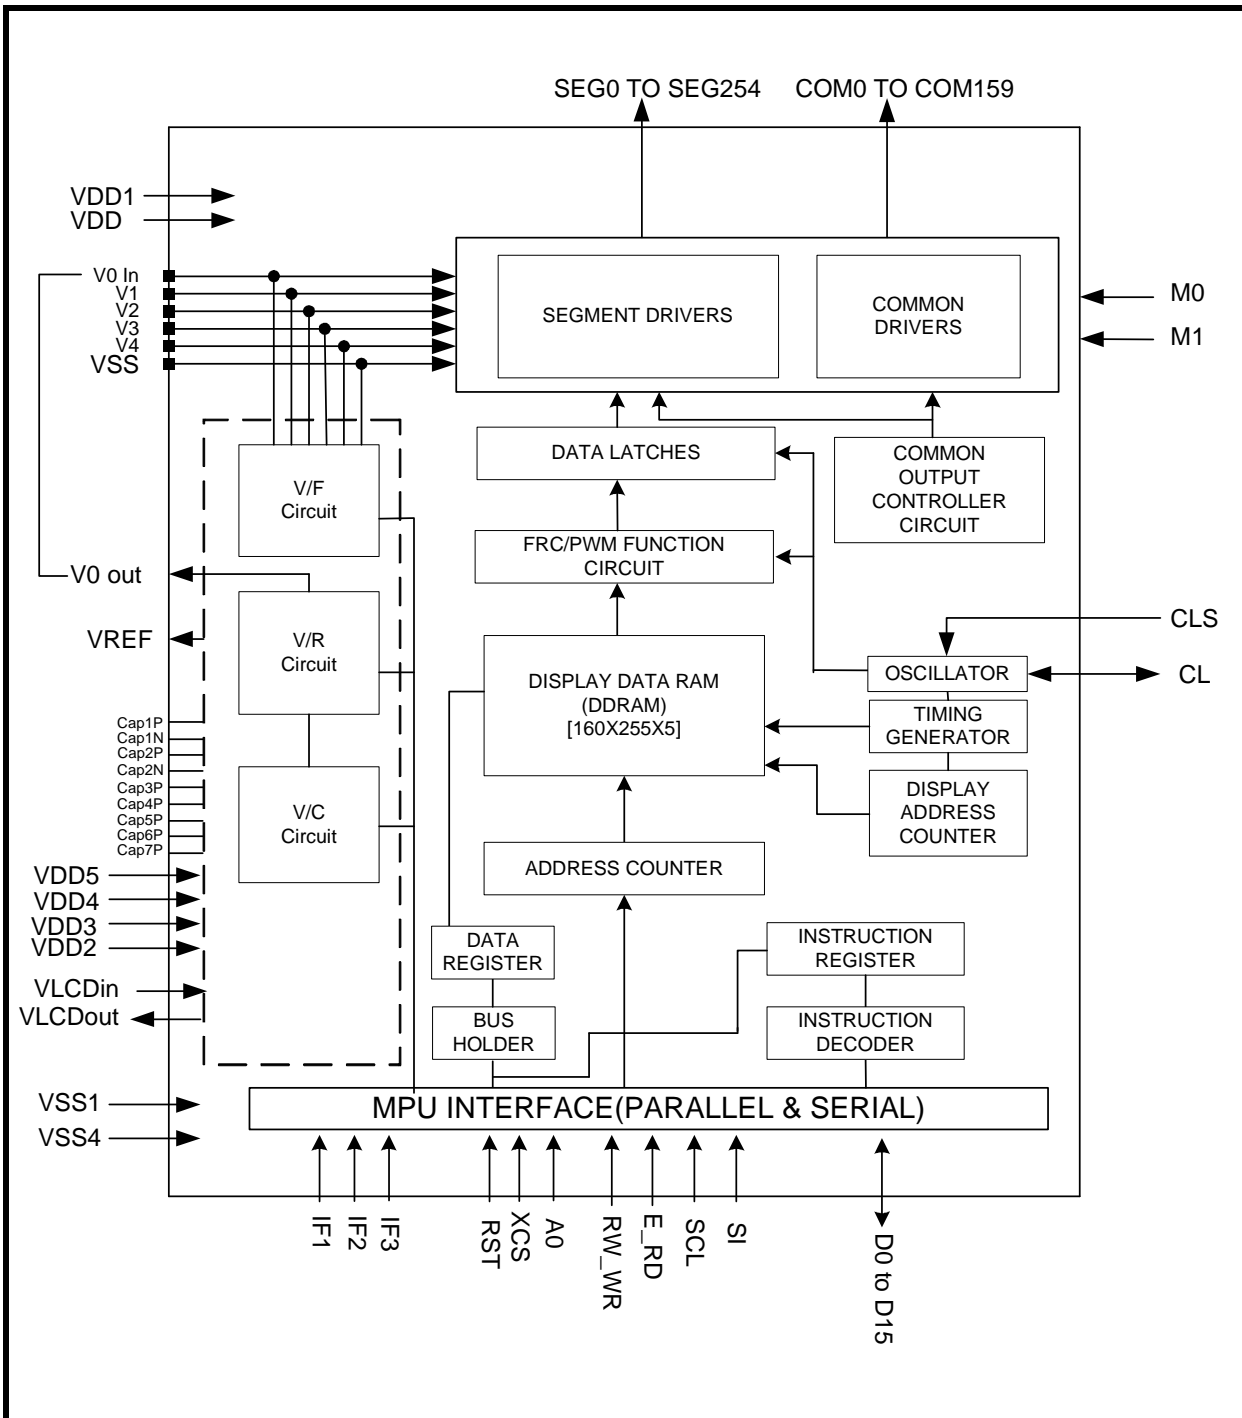 SEG0 TO SEG254
COM0 TO COM159
VDD1
VDD
V0 In
V1
V2
V3
V4
VSS
SEGMENT DRIVERS
COMMON
DRIVERS
M0
M1
DATA LATCHES
COMMON
OUTPUT
CONTROLLER
CIRCUIT
V/F
Circuit
FRC/PWM FUNCTION
CIRCUIT
V0 out
VREF
V/R
Circuit
CLS
CL
OSCILLATOR
DISPLAY DATA RAM
(DDRAM)
[160X255X5]
TIMING
GENERATOR
Cap1P
Cap1N
Cap2P
Cap2N
Cap3P
Cap4P
Cap5P
Cap6P
Cap7P
V/C
Circuit
DISPLAY
ADDRESS
COUNTER
ADDRESS COUNTER
VDD5
VDD4
VDD3
VDD2
DATA
REGISTER
INSTRUCTION
REGISTER
VLCDin
VLCDout
BUS
HOLDER
INSTRUCTION
DECODER
VSS1
VSS4
MPU INTERFACE(PARALLEL & SERIAL)
IF1
IF2
IF3
RST
XCS
A0
RW_WR
E_RD
SCL
SI
D0 to D15